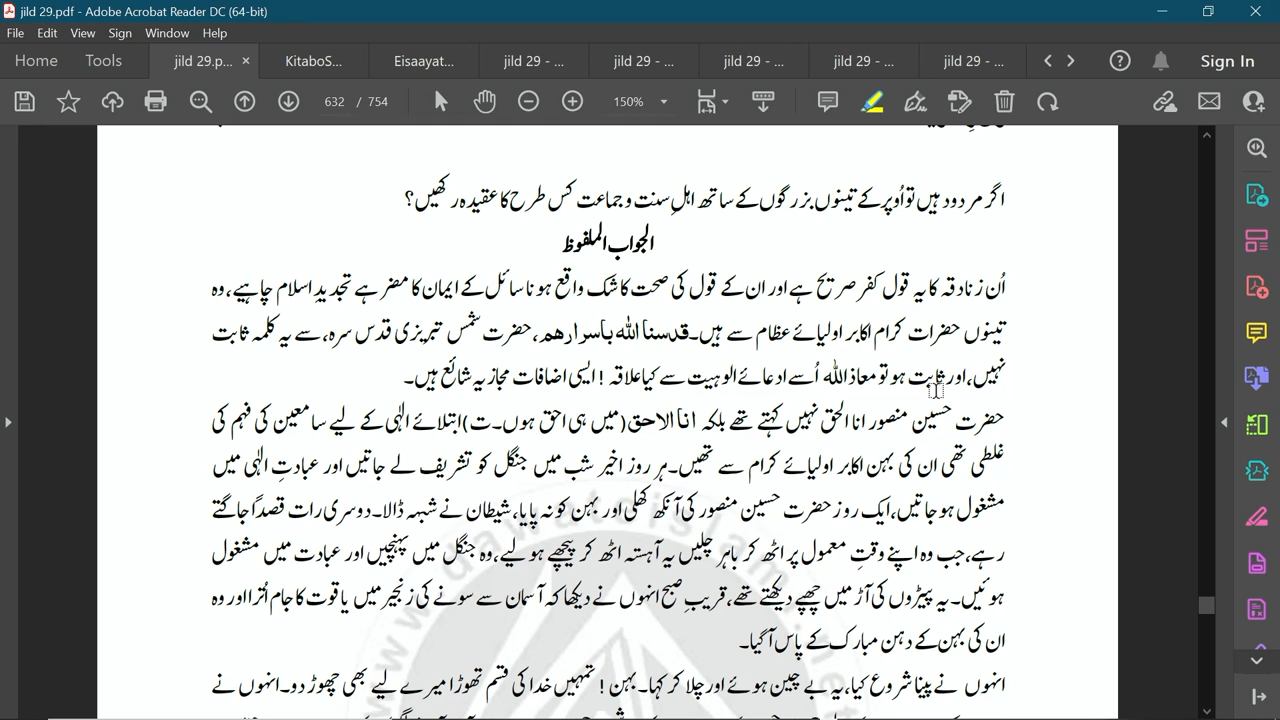 jild 29.pdf - Adobe Acrobat Reader DC (64-bit)
File Edit View Sign Window Help
Home Tools jild 29.p... × KitaboS... Eisaayat... jild 29 - ... jild 29 - ... jild 29 - ... jild 29 - ... jild 29 - ... Sign In
632 / 754 150%
اگر مردود ہیں تو اُوپر کے تینوں بزرگوں کے ساتھ اہلِ سنت و جماعت کس طرح کا عقیدہ رکھیں؟
الجواب الملفوظ
اُن زنادقہ کا یہ قول کفر صریح ہے اور ان کے قول کی صحت کا شک واقع ہونا سائل کے ایمان کا مضر ہے تجدیدِ اسلام چاہیے، وہ
تینوں حضرات کرام اکابر اولیائے عظام سے ہیں۔ قدسنا الله باسرارهم، حضرت شمس تبریزی قدس سرہ، سے یہ کلمہ ثابت
نہیں، اور ثابت ہو تو معاذ اللہ اُسے ادعائے الوہیت سے کیا علاقہ! ایسی اضافات مجازیہ شائع ہیں۔
حضرت حسین منصور انا الحق نہیں کہتے تھے بلکہ انا الاحق (میں ہی احق ہوں۔ت) ابتلائے الٰہی کے لیے سامعین کی فہم کی
غلطی تھی ان کی بہن اکابر اولیائے کرام سے تھیں۔ ہر روز اخیر شب میں جنگل کو تشریف لے جاتیں اور عبادتِ الٰہی میں
مشغول ہو جاتیں، ایک روز حضرت حسین منصور کی آنکھ کھلی اور بہن کو نہ پایا، شیطان نے شبہہ ڈالا۔ دوسری رات قصداً جاگتے
رہے، جب وہ اپنے وقتِ معمول پر اٹھ کر باہر چلیں یہ آہستہ اٹھ کر پیچھے ہو لیے، وہ جنگل میں پہنچیں اور عبادت میں مشغول
ہوئیں۔ یہ پیڑوں کی آڑ میں چھپے دیکھتے تھے، قریبِ صبح انہوں نے دیکھا کہ آسمان سے سونے کی زنجیر میں یاقوت کا جام اُترا اور وہ
ان کی بہن کے دہن مبارک کے پاس آگیا۔
انہوں نے پینا شروع کیا، یہ بے چین ہوئے اور چلا کر کہا۔ بہن! تمہیں خدا کی قسم تھوڑا میرے لیے بھی چھوڑ دو۔ انہوں نے